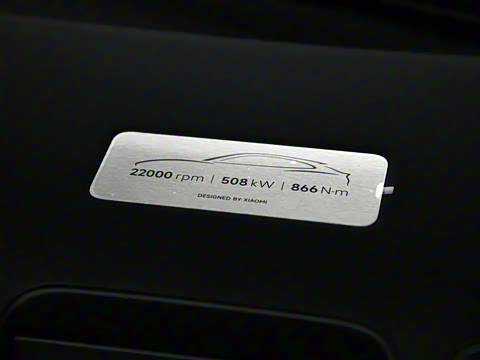 22000 rpm | 508 kW | 866 N·m
DESIGNED BY XIAOMI